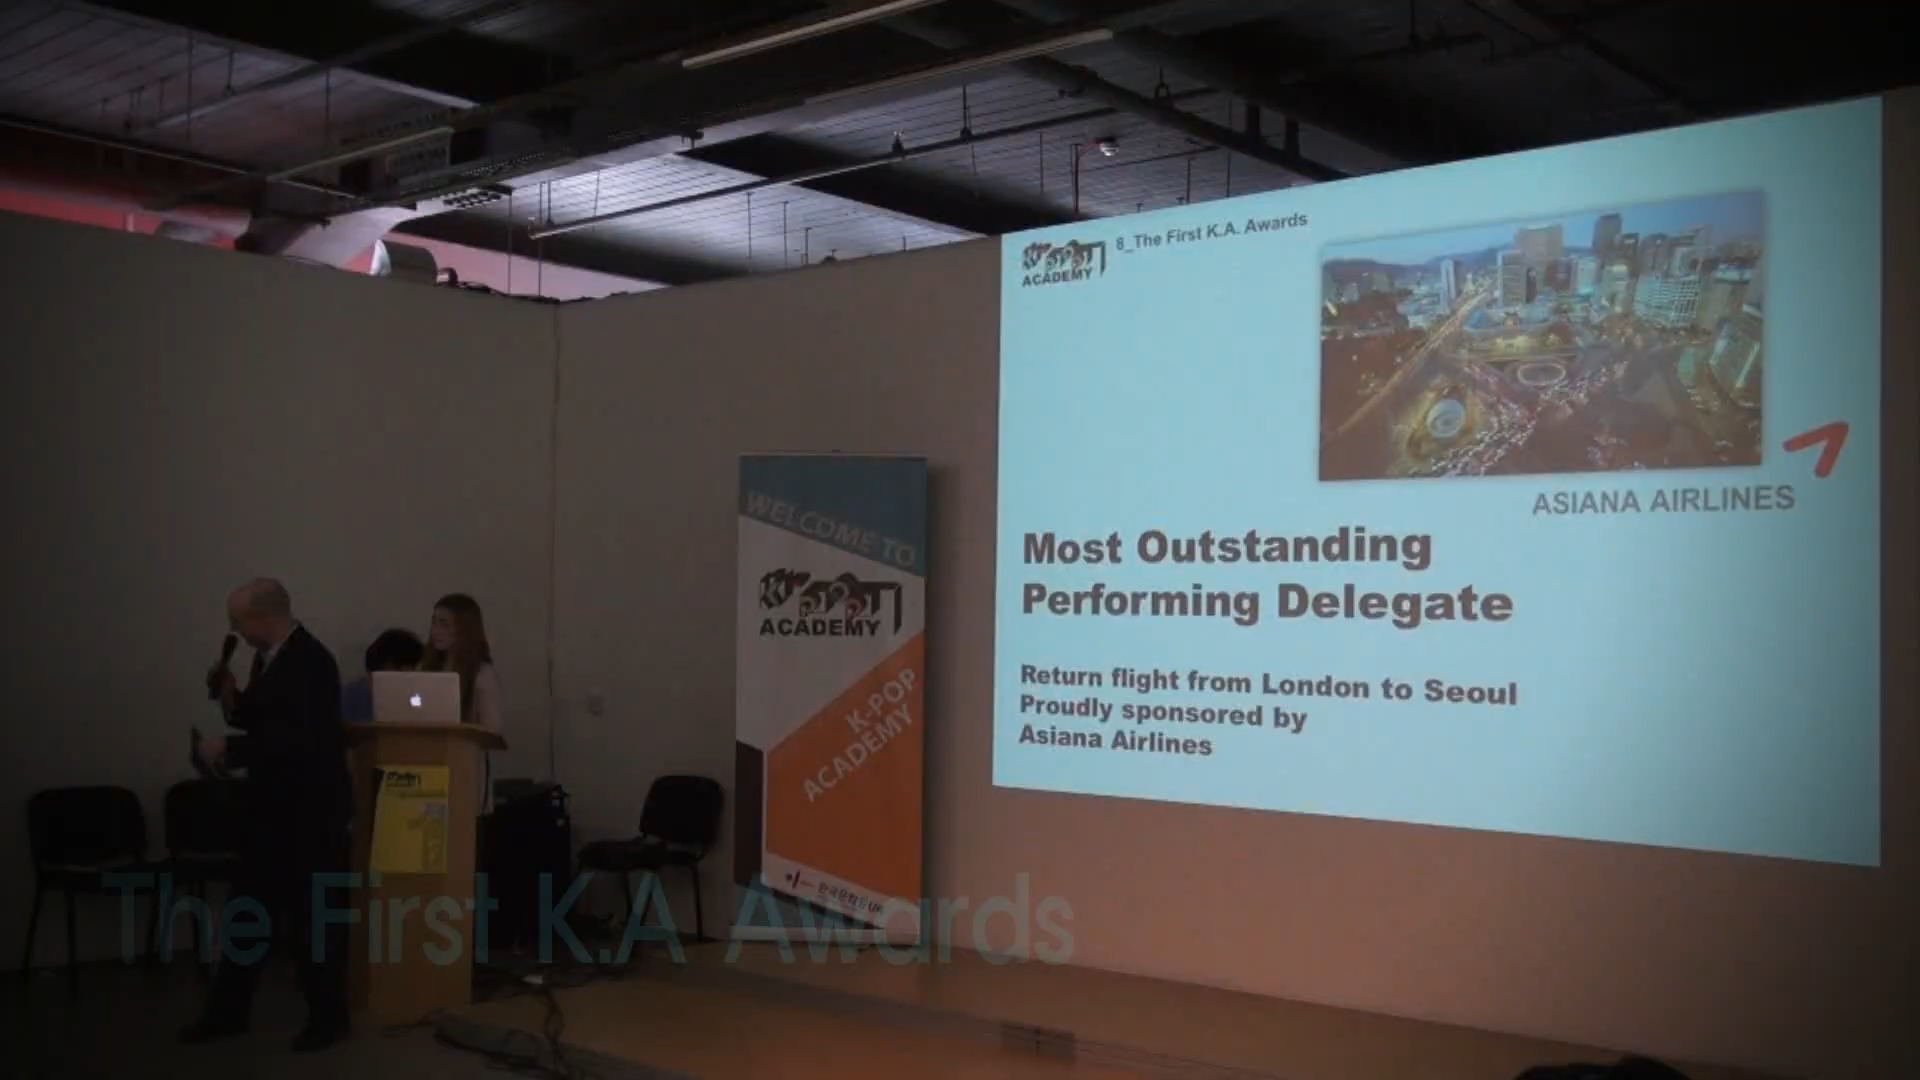 8_The First K.A. Awards
ACADEMY
ASIANA AIRLINES
Most Outstanding
Performing Delegate
Return flight from London to Seoul
Proudly sponsored by
Asiana Airlines
WELCOME TO
ACADEMY
K-POP
ACADEMY
The First K.A Awards